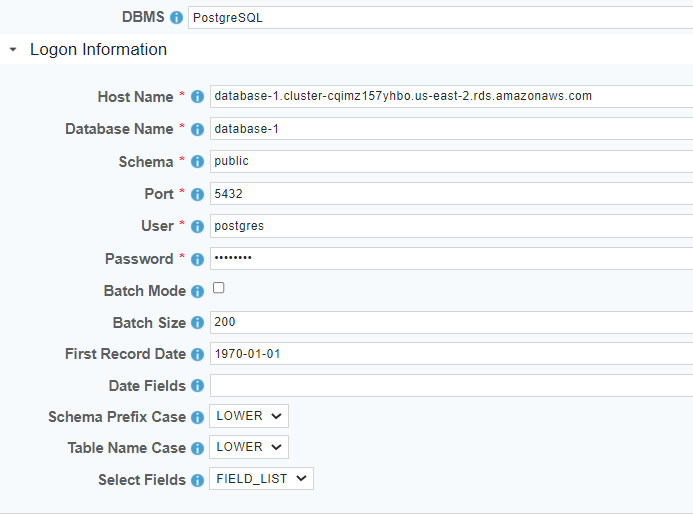 DBMS PostgreSQL
Logon Information
Host Name * database-1.cluster-cqimz157yhbo.us-east-2.rds.amazonaws.com
Database Name * database-1
Schema * public
Port * 5432
User * postgres
Password * ••••••••
Batch Mode
Batch Size 200
First Record Date 1970-01-01
Date Fields
Schema Prefix Case LOWER
Table Name Case LOWER
Select Fields FIELD_LIST